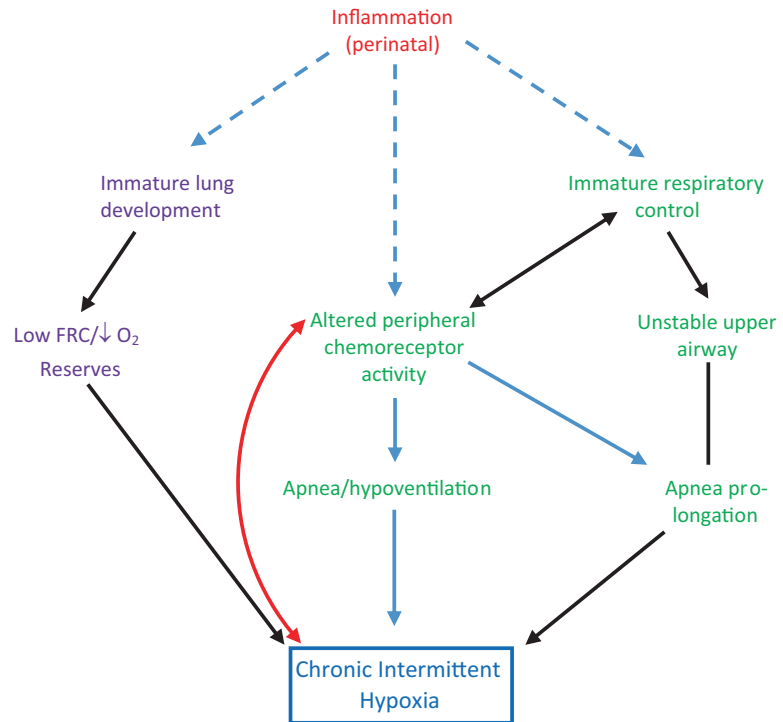 Inflammation
(perinatal)
Immature lung
development
Immature respiratory
control
Low FRC/↓ O₂
Reserves
Altered peripheral
chemoreceptor
activity
Unstable upper
airway
Apnea/hypoventilation
Apnea pro-
longation
Chronic Intermittent
Hypoxia